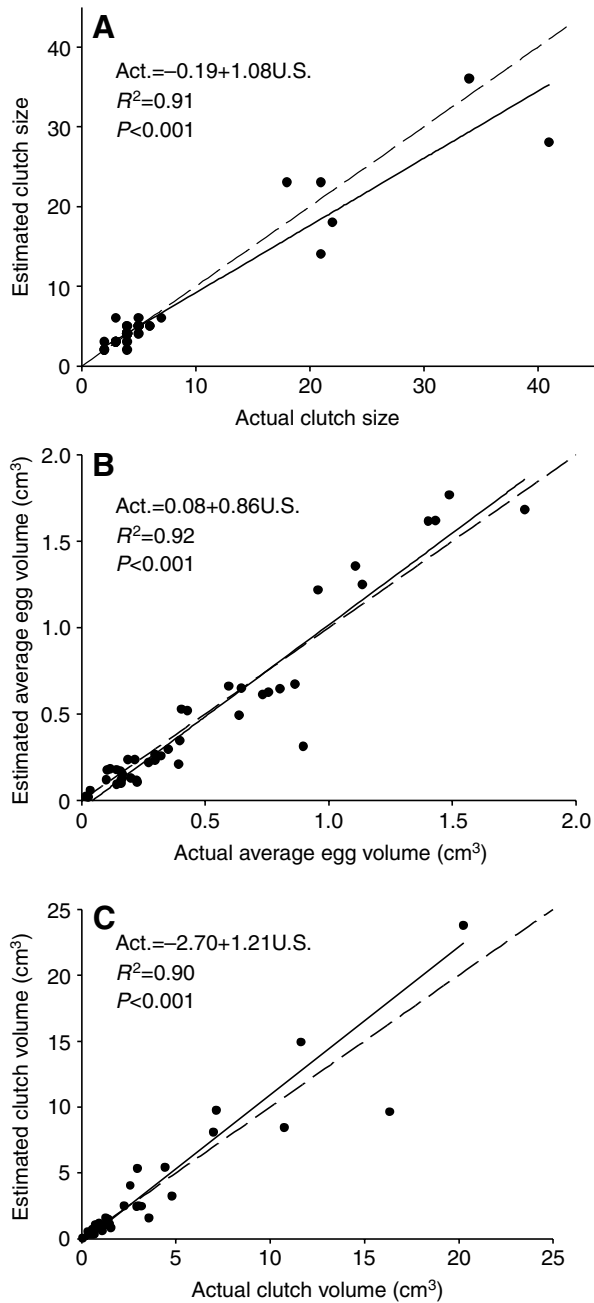 A
Act.=–0.19+1.08U.S.
R²=0.91
P<0.001
40
30
20
10
0
Estimated clutch size
0 10 20 30 40
Actual clutch size
B
Act.=0.08+0.86U.S.
R²=0.92
P<0.001
2.0
1.5
1.0
0.5
0
Estimated average egg volume (cm³)
0 0.5 1.0 1.5 2.0
Actual average egg volume (cm³)
C
Act.=–2.70+1.21U.S.
R²=0.90
P<0.001
25
20
15
10
5
0
Estimated clutch volume (cm³)
0 5 10 15 20 25
Actual clutch volume (cm³)